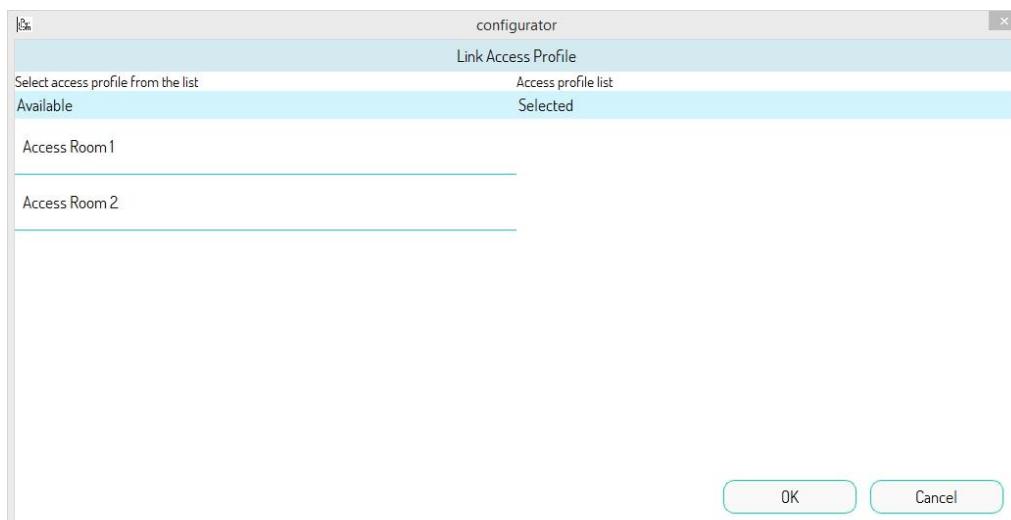 configurator
Link Access Profile
Select access profile from the list Access profile list
Available Selected
Access Room 1
Access Room 2
OK Cancel